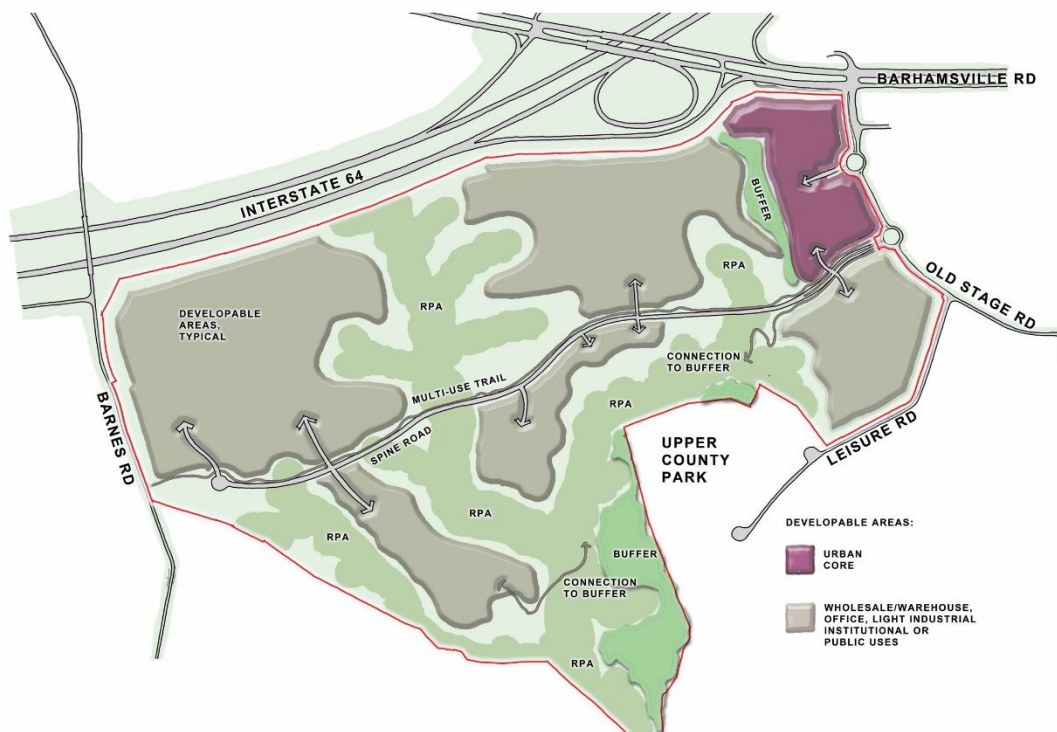 BARHAMSVILLE RD
INTERSTATE 64
BUFFER
RPA
OLD STAGE RD
RPA
DEVELOPABLE
AREAS,
TYPICAL
CONNECTION
TO BUFFER
MULTI-USE TRAIL
RPA
BARNES RD
SPINE ROAD
UPPER
COUNTY
PARK
LEISURE RD
RPA
RPA
BUFFER
CONNECTION
TO BUFFER
RPA
DEVELOPABLE AREAS:
URBAN
CORE
WHOLESALE/WAREHOUSE,
OFFICE, LIGHT INDUSTRIAL
INSTITUTIONAL OR
PUBLIC USES